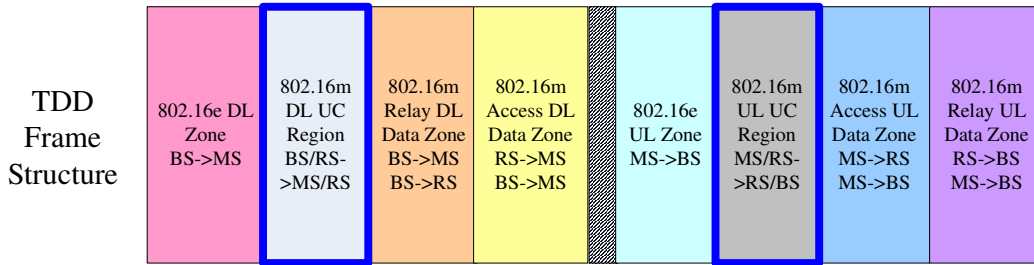 TDD
Frame
Structure
802.16e DL
Zone
BS->MS
802.16m
DL UC
Region
BS/RS-
>MS/RS
802.16m
Relay DL
Data Zone
BS->MS
BS->RS
802.16m
Access DL
Data Zone
RS->MS
BS->MS
802.16e
UL Zone
MS->BS
802.16m
UL UC
Region
MS/RS-
>RS/BS
802.16m
Access UL
Data Zone
MS->RS
MS->BS
802.16m
Relay UL
Data Zone
RS->BS
MS->BS